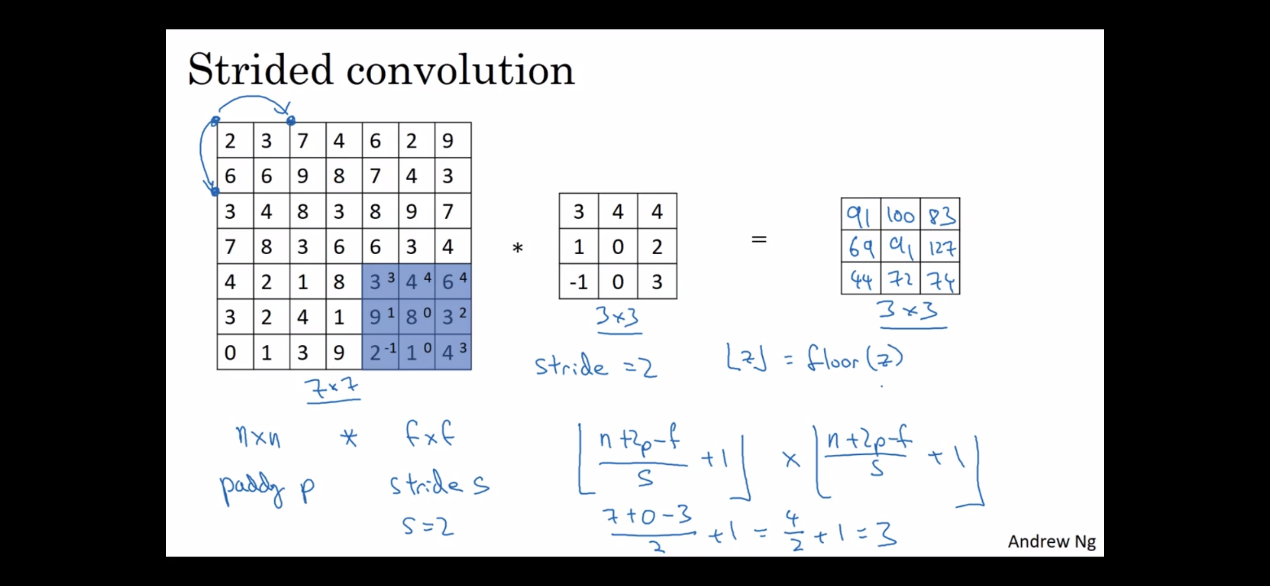 Strided convolution
2 3 7 4 6 2 9
6 6 9 8 7 4 3
3 4 8 3 8 9 7
7 8 3 6 6 3 4
4 2 1 8 3 3 4 4 6 4
3 2 4 1 9 1 8 0 3 2
0 1 3 9 2 -1 1 0 4 3
7×7
*
3 4 4
1 0 2
-1 0 3
3×3
stride = 2
=
91 100 83
69 91 127
44 72 74
3×3
⌊z⌋ = floor(z)
n×n * f×f
padding p stride s
s=2
⌊(n+2p-f)/s + 1⌋ × ⌊(n+2p-f)/s + 1⌋
(7+0-3)/2 + 1 = 4/2 + 1 = 3
Andrew Ng